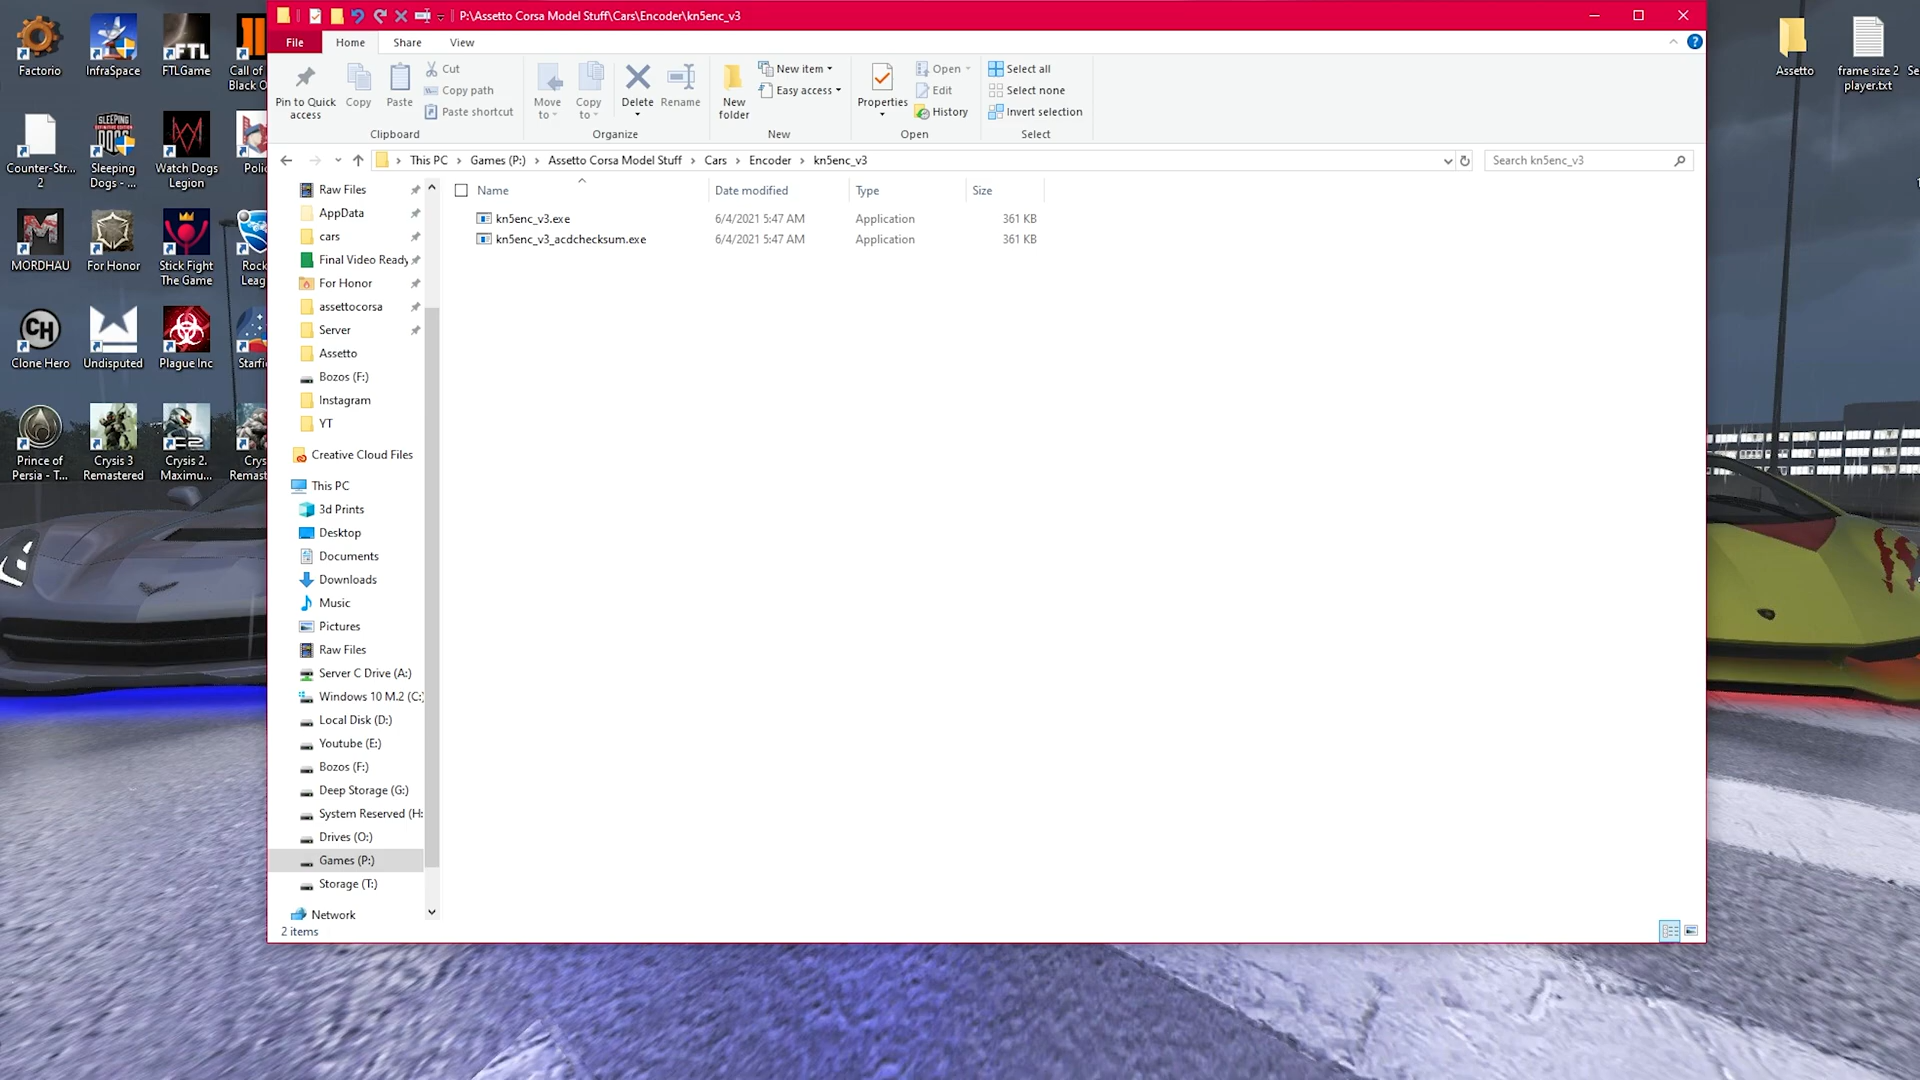 P:\Assetto Corsa Model Stuff\Cars\Encoder\kn5enc_v3
File
Home
Share
View
Pin to Quick
access
Copy
Paste
Cut
Copy path
Paste shortcut
Clipboard
Move
to
Copy
to
Delete
Rename
Organize
New
folder
New item
Easy access
New
Properties
Open
Edit
History
Open
Select all
Select none
Invert selection
Select
This PC
Games (P:)
Assetto Corsa Model Stuff
Cars
Encoder
kn5enc_v3
Search kn5enc_v3
Name
Date modified
Type
Size
kn5enc_v3.exe
6/4/2021 5:47 AM
Application
361 KB
kn5enc_v3_acdchecksum.exe
6/4/2021 5:47 AM
Application
361 KB
Raw Files
AppData
cars
Final Video Ready
For Honor
assettocorsa
Server
Assetto
Bozos (F:)
Instagram
YT
Creative Cloud Files
This PC
3d Prints
Desktop
Documents
Downloads
Music
Pictures
Raw Files
Server C Drive (A:)
Windows 10 M.2 (C:)
Local Disk (D:)
Youtube (E:)
Bozos (F:)
Deep Storage (G:)
System Reserved (H:
Drives (O:)
Games (P:)
Storage (T:)
Network
2 items
Factorio
InfraSpace
FTL
FTLGame
Call of
Black O
Counter-Str...
2
SLEEPING
DOGS
Sleeping
Dogs - ...
Watch Dogs
Legion
Poli
MORDHAU
For Honor
Stick Fight
The Game
Rock
Leag
CH
Clone Hero
Undisputed
Plague Inc
Starfi
Prince of
Persia - T...
Crysis 3
Remastered
C2
Crysis 2.
Maximu...
Crys
Remast
Assetto
frame size 2
player.txt
Se